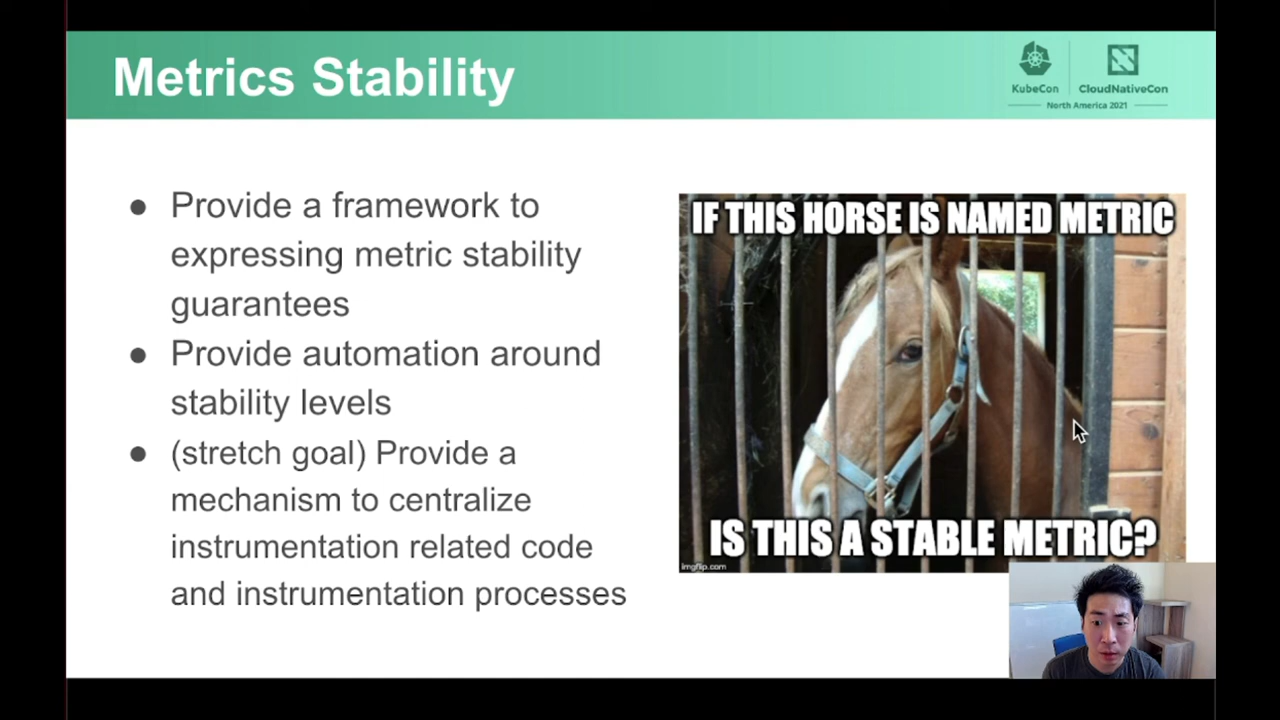 Metrics Stability
KubeCon
CloudNativeCon
North America 2021
● Provide a framework to
expressing metric stability
guarantees
● Provide automation around
stability levels
● (stretch goal) Provide a
mechanism to centralize
instrumentation related code
and instrumentation processes
IF THIS HORSE IS NAMED METRIC
IS THIS A STABLE METRIC?
imgflip.com